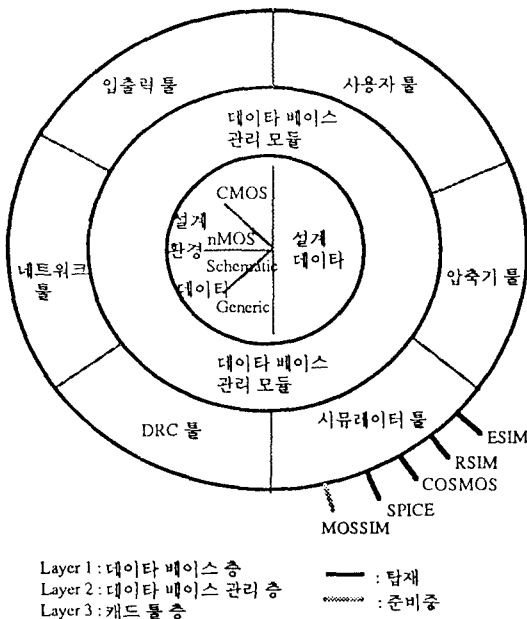 입출력 툴
사용자 툴
데이타 베이스
관리 모듈
CMOS
설계
nMOS
환경
Schematic
데이타
Generic
설계
데이타
네트워크
툴
압축기 툴
데이타 베이스
관리 모듈
DRC 툴
시뮤레이터 툴
ESIM
RSIM
COSMOS
SPICE
MOSSIM
Layer 1 : 데이타 베이스 층
Layer 2 : 데이타 베이스 관리 층
Layer 3 : 캐드 툴 층
: 탑재
: 준비중